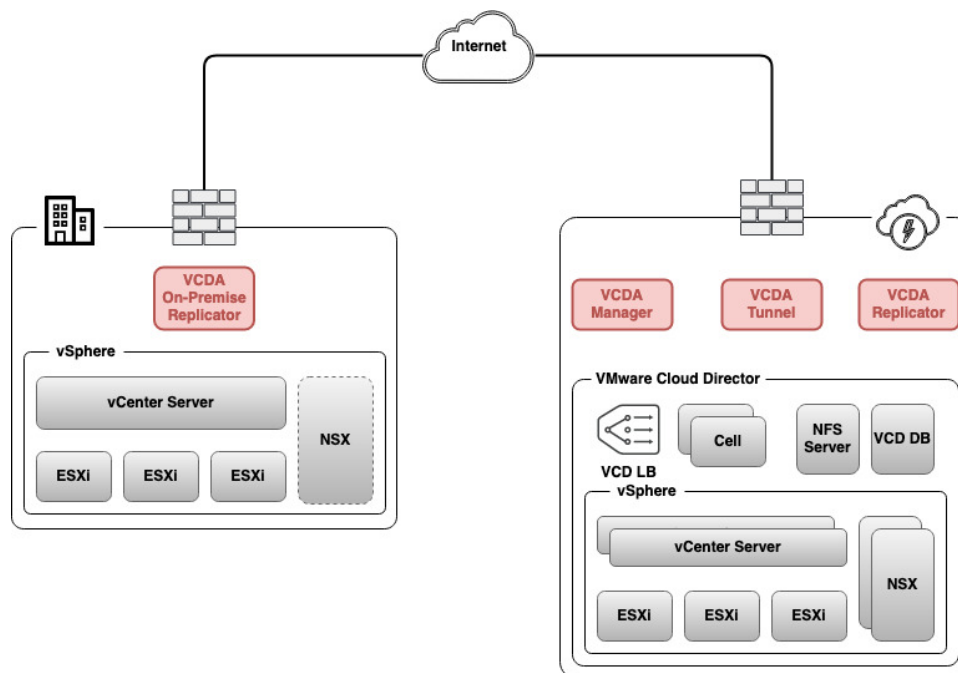 Internet
VCDA
On-Premise
Replicator
vSphere
vCenter Server
NSX
ESXi
ESXi
ESXi
VCDA
Manager
VCDA
Tunnel
VCDA
Replicator
VMware Cloud Director
VCD LB
Cell
NFS
Server
VCD DB
vSphere
vCenter Server
NSX
ESXi
ESXi
ESXi